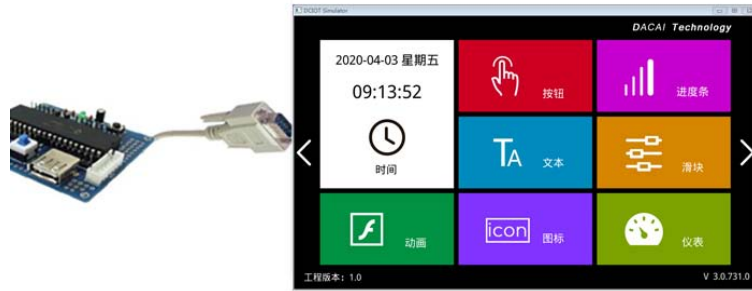 DCIOT Simulator
DACAI Technology
2020-04-03 星期五
09:13:52
时间
按钮
进度条
TA 文本
滑块
动画
icon 图标
仪表
工程版本：1.0
V 3.0.731.0